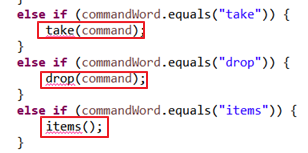 }
else if (commandWord.equals("take")) {
take(command);
}
else if (commandWord.equals("drop")) {
drop(command);
}
else if (commandWord.equals("items")) {
items();
}